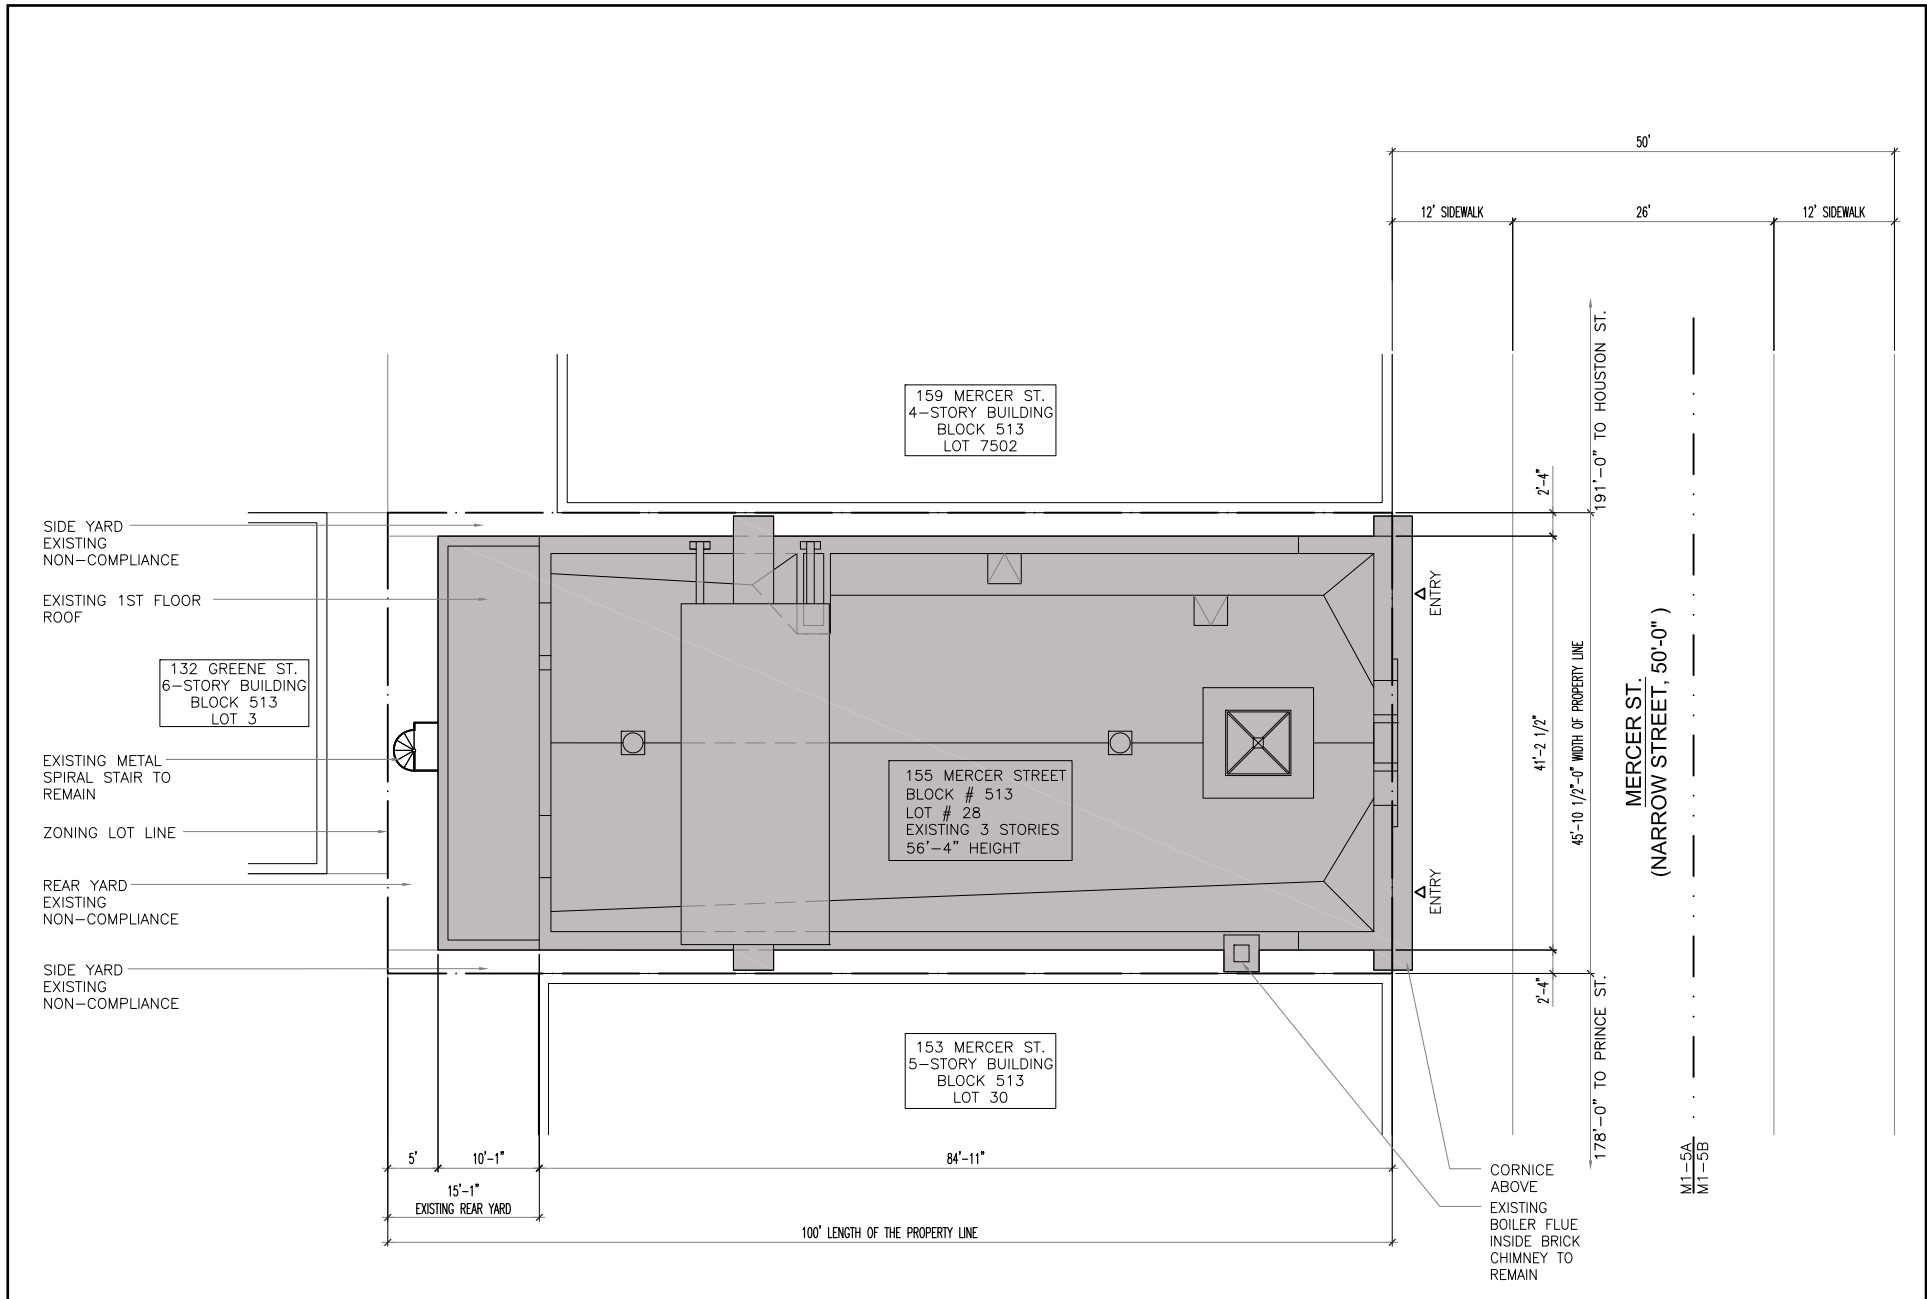 50'
12' SIDEWALK
26'
12' SIDEWALK
159 MERCER ST.
4-STORY BUILDING
BLOCK 513
LOT 7502
191'-0" TO HOUSTON ST.
2'-4"
SIDE YARD
EXISTING
NON-COMPLIANCE
EXISTING 1ST FLOOR
ROOF
132 GREENE ST.
6-STORY BUILDING
BLOCK 513
LOT 3
EXISTING METAL
SPIRAL STAIR TO
REMAIN
ZONING LOT LINE
REAR YARD
EXISTING
NON-COMPLIANCE
SIDE YARD
EXISTING
NON-COMPLIANCE
155 MERCER STREET
BLOCK # 513
LOT # 28
EXISTING 3 STORIES
56'-4" HEIGHT
ENTRY
ENTRY
41'-2 1/2"
45'-10 1/2"-0" WIDTH OF PROPERTY LINE
MERCER ST.
(NARROW STREET, 50'-0" )
2'-4"
178'-0" TO PRINCE ST.
M1-5A
M1-5B
153 MERCER ST.
5-STORY BUILDING
BLOCK 513
LOT 30
5'
10'-1"
84'-11"
15'-1"
EXISTING REAR YARD
100' LENGTH OF THE PROPERTY LINE
CORNICE
ABOVE
EXISTING
BOILER FLUE
INSIDE BRICK
CHIMNEY TO
REMAIN